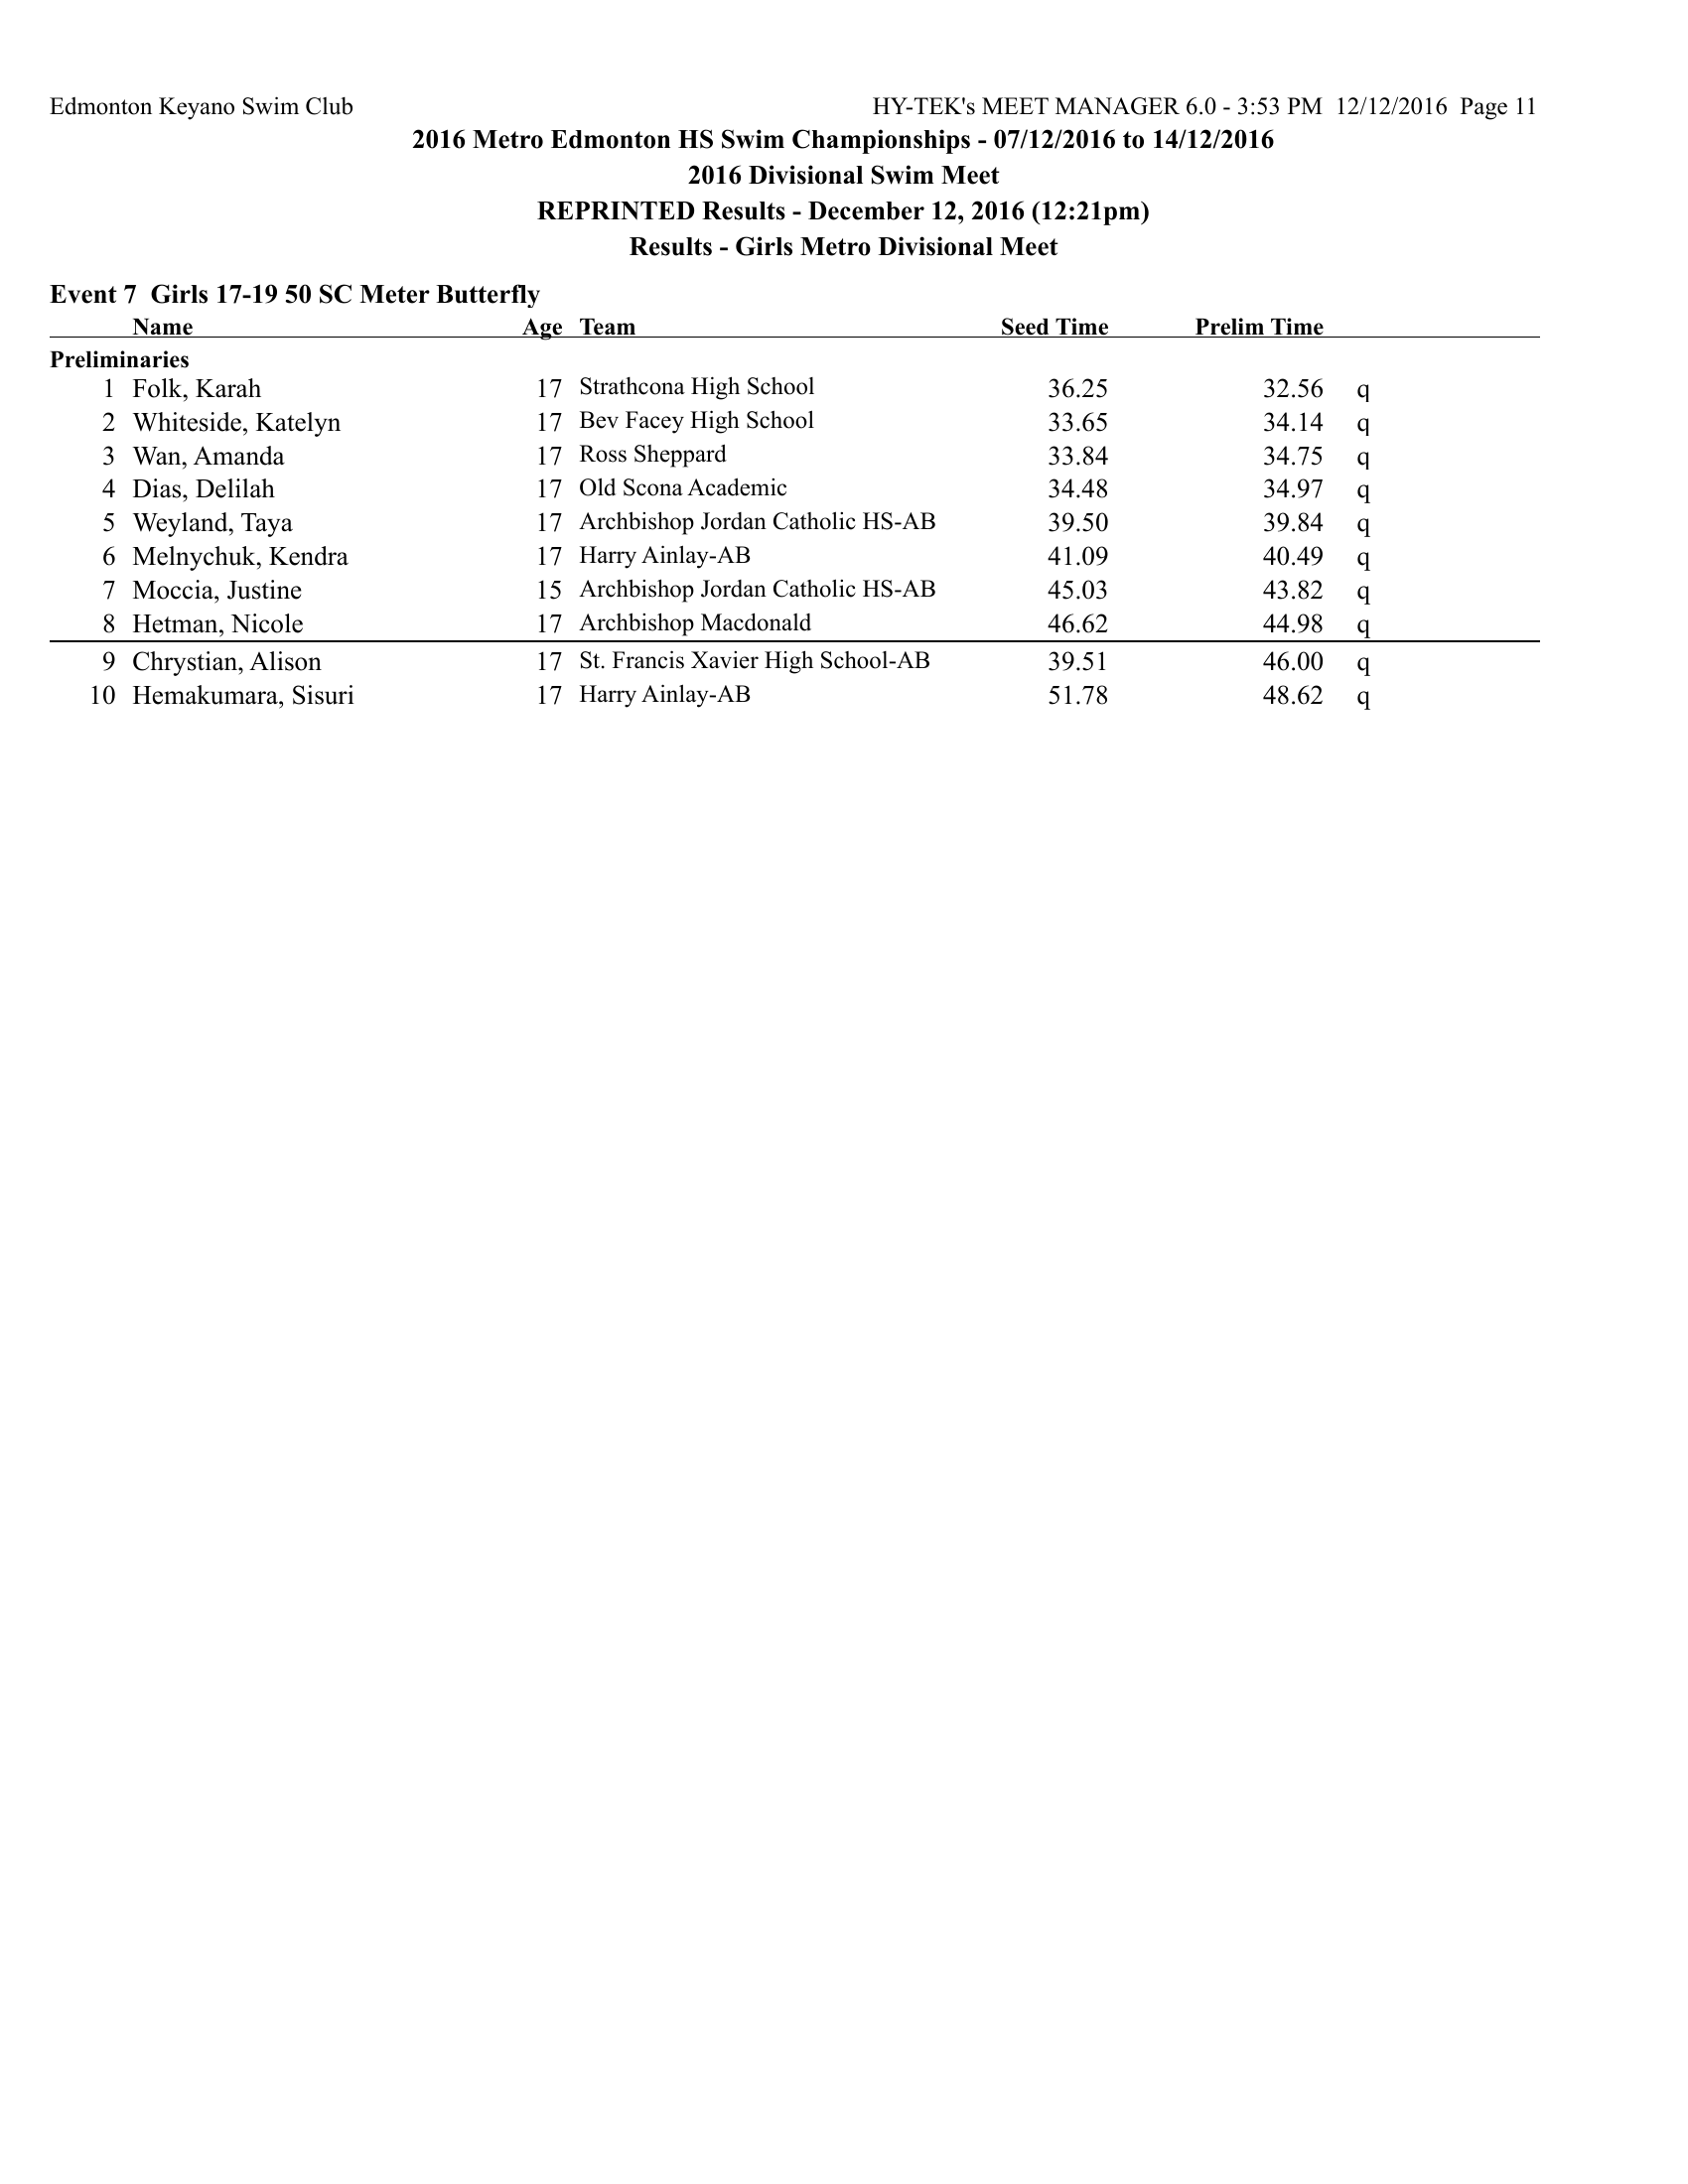 Edmonton Keyano Swim Club HY-TEK's MEET MANAGER 6.0 - 3:53 PM 12/12/2016 Page 11
2016 Metro Edmonton HS Swim Championships - 07/12/2016 to 14/12/2016
2016 Divisional Swim Meet
REPRINTED Results - December 12, 2016 (12:21pm)
Results - Girls Metro Divisional Meet
Event 7 Girls 17-19 50 SC Meter Butterfly
Name Age Team Seed Time Prelim Time
Preliminaries
1 Folk, Karah 17 Strathcona High School 36.25 32.56 q
2 Whiteside, Katelyn 17 Bev Facey High School 33.65 34.14 q
3 Wan, Amanda 17 Ross Sheppard 33.84 34.75 q
4 Dias, Delilah 17 Old Scona Academic 34.48 34.97 q
5 Weyland, Taya 17 Archbishop Jordan Catholic HS-AB 39.50 39.84 q
6 Melnychuk, Kendra 17 Harry Ainlay-AB 41.09 40.49 q
7 Moccia, Justine 15 Archbishop Jordan Catholic HS-AB 45.03 43.82 q
8 Hetman, Nicole 17 Archbishop Macdonald 46.62 44.98 q
9 Chrystian, Alison 17 St. Francis Xavier High School-AB 39.51 46.00 q
10 Hemakumara, Sisuri 17 Harry Ainlay-AB 51.78 48.62 q